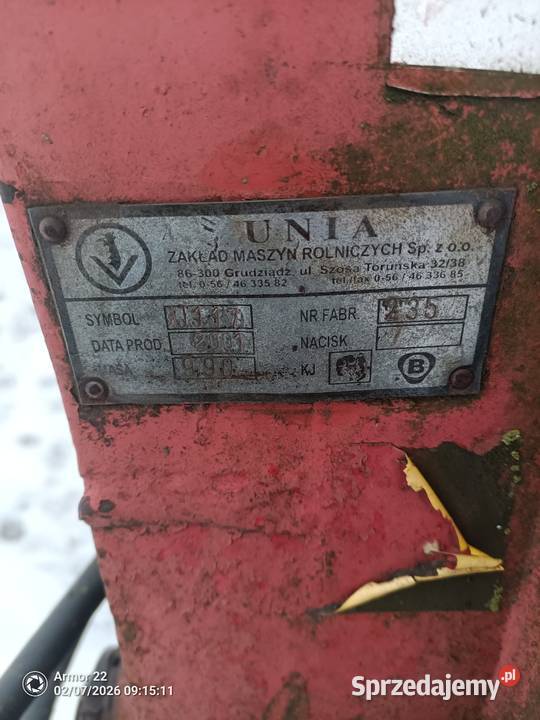 UNIA
ZAKŁAD MASZYN ROLNICZYCH Sp. z o.o.
86-300 Grudziądz, ul. Szosa Toruńska 32/38
tel. 0-56 / 46 335 82 tel./fax 0-56 / 46 336 85
SYMBOL NR FABR. 235
DATA PROD. 2001 NACISK
MASA 990 KJ B
Armor 22
02/07/2026 09:15:11
Sprzedajemy.pl